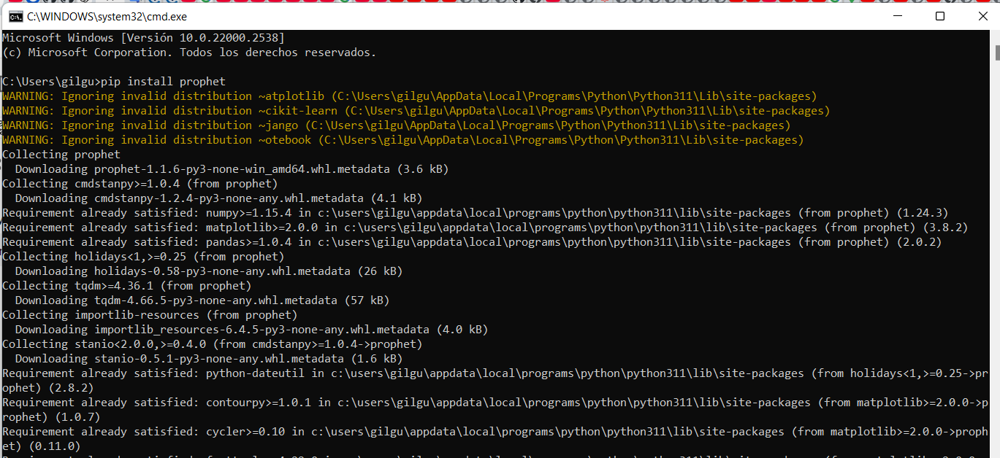 C:\WINDOWS\system32\cmd.exe
Microsoft Windows [Versión 10.0.22000.2538]
(c) Microsoft Corporation. Todos los derechos reservados.
C:\Users\gilgu>pip install prophet
WARNING: Ignoring invalid distribution ~atplotlib (C:\Users\gilgu\AppData\Local\Programs\Python\Python311\Lib\site-packages)
WARNING: Ignoring invalid distribution ~cikit-learn (C:\Users\gilgu\AppData\Local\Programs\Python\Python311\Lib\site-packages)
WARNING: Ignoring invalid distribution ~jango (C:\Users\gilgu\AppData\Local\Programs\Python\Python311\Lib\site-packages)
WARNING: Ignoring invalid distribution ~otebook (C:\Users\gilgu\AppData\Local\Programs\Python\Python311\Lib\site-packages)
Collecting prophet
  Downloading prophet-1.1.6-py3-none-win_amd64.whl.metadata (3.6 kB)
Collecting cmdstanpy>=1.0.4 (from prophet)
  Downloading cmdstanpy-1.2.4-py3-none-any.whl.metadata (4.1 kB)
Requirement already satisfied: numpy>=1.15.4 in c:\users\gilgu\appdata\local\programs\python\python311\lib\site-packages (from prophet) (1.24.3)
Requirement already satisfied: matplotlib>=2.0.0 in c:\users\gilgu\appdata\local\programs\python\python311\lib\site-packages (from prophet) (3.8.2)
Requirement already satisfied: pandas>=1.0.4 in c:\users\gilgu\appdata\local\programs\python\python311\lib\site-packages (from prophet) (2.0.2)
Collecting holidays<1,>=0.25 (from prophet)
  Downloading holidays-0.58-py3-none-any.whl.metadata (26 kB)
Collecting tqdm>=4.36.1 (from prophet)
  Downloading tqdm-4.66.5-py3-none-any.whl.metadata (57 kB)
Collecting importlib-resources (from prophet)
  Downloading importlib_resources-6.4.5-py3-none-any.whl.metadata (4.0 kB)
Collecting stanio<2.0.0,>=0.4.0 (from cmdstanpy>=1.0.4->prophet)
  Downloading stanio-0.5.1-py3-none-any.whl.metadata (1.6 kB)
Requirement already satisfied: python-dateutil in c:\users\gilgu\appdata\local\programs\python\python311\lib\site-packages (from holidays<1,>=0.25->pr
ophet) (2.8.2)
Requirement already satisfied: contourpy>=1.0.1 in c:\users\gilgu\appdata\local\programs\python\python311\lib\site-packages (from matplotlib>=2.0.0->p
rophet) (1.0.7)
Requirement already satisfied: cycler>=0.10 in c:\users\gilgu\appdata\local\programs\python\python311\lib\site-packages (from matplotlib>=2.0.0->proph
et) (0.11.0)